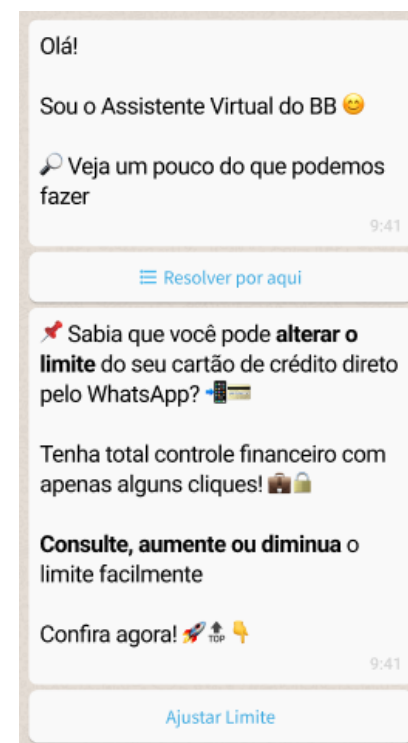 Olá!
Sou o Assistente Virtual do BB 😊
🔎 Veja um pouco do que podemos
fazer
9:41
Resolver por aqui
📌 Sabia que você pode alterar o
limite do seu cartão de crédito direto
pelo WhatsApp? 📲💳
Tenha total controle financeiro com
apenas alguns cliques! 💼🔒
Consulte, aumente ou diminua o
limite facilmente
Confira agora! 🚀🔝👇
9:41
Ajustar Limite